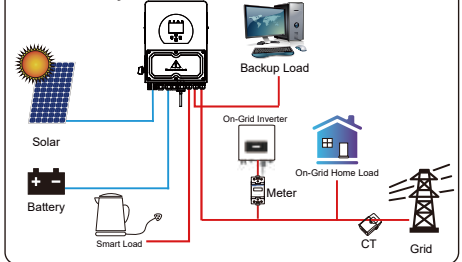 Backup Load
On-Grid Inverter
Solar
On-Grid Home Load
Meter
Battery
Smart Load
CT
Grid